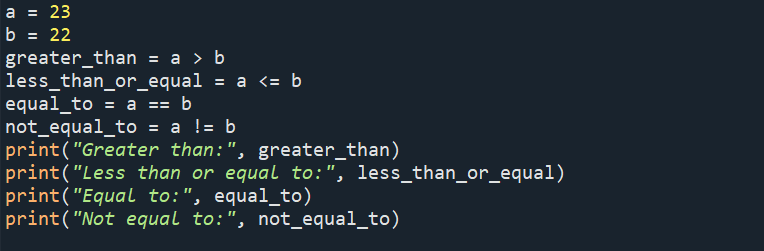 a = 23
b = 22
greater_than = a > b
less_than_or_equal = a <= b
equal_to = a == b
not_equal_to = a != b
print("Greater than:", greater_than)
print("Less than or equal to:", less_than_or_equal)
print("Equal to:", equal_to)
print("Not equal to:", not_equal_to)